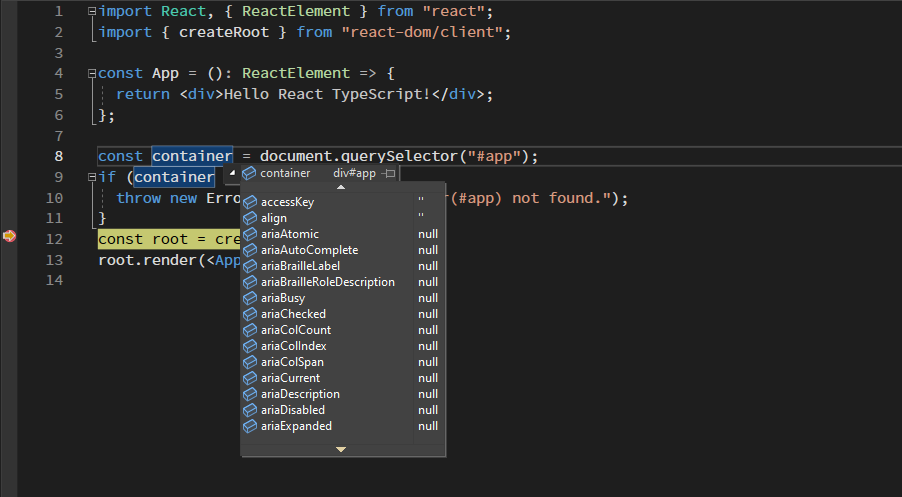 1 import React, { ReactElement } from "react";
2 import { createRoot } from "react-dom/client";
3
4 const App = (): ReactElement => {
5 return <div>Hello React TypeScript!</div>;
6 };
7
8 const container = document.querySelector("#app");
9 if (container
container div#app
10 throw new Erro r(#app) not found.");
11 }
12 const root = cre
13 root.render(<App
14
accessKey ''
align ''
ariaAtomic null
ariaAutoComplete null
ariaBrailleLabel null
ariaBrailleRoleDescription null
ariaBusy null
ariaChecked null
ariaColCount null
ariaColIndex null
ariaColSpan null
ariaCurrent null
ariaDescription null
ariaDisabled null
ariaExpanded null